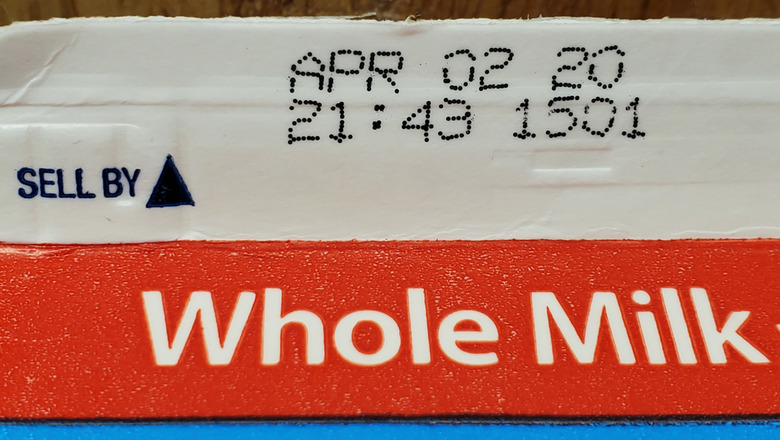 APR 02 20
21:43 1501
SELL BY
Whole Milk